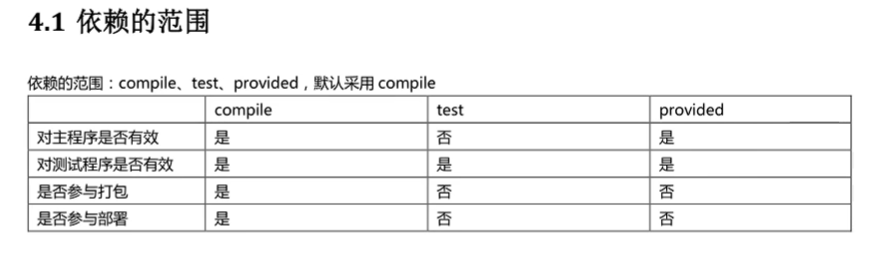 4.1 依赖的范围
依赖的范围：compile、test、provided，默认采用 compile
compile test provided
对主程序是否有效 是 否 是
对测试程序是否有效 是 是 是
是否参与打包 是 否 否
是否参与部署 是 否 否